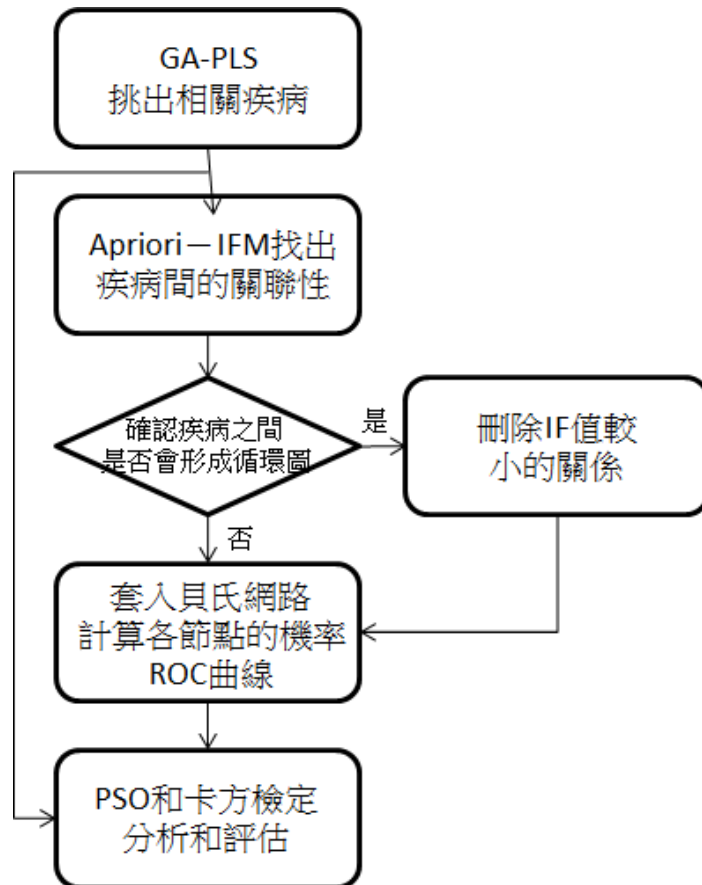 GA-PLS
挑出相關疾病
Apriori－IFM找出
疾病間的關聯性
確認疾病之間
是否會形成循環圖
是
刪除IF值較
小的關係
否
套入貝氏網路
計算各節點的機率
ROC曲線
PSO和卡方檢定
分析和評估